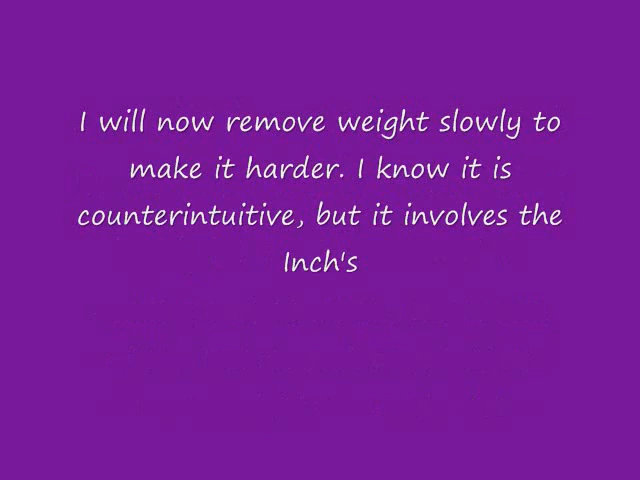 I will now remove weight slowly to
make it harder. I know it is
counterintuitive, but it involves the
Inch's